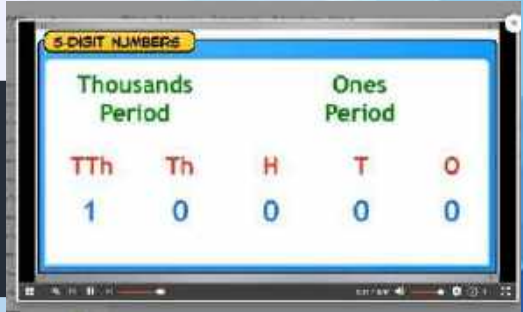 5-DIGIT NUMBERS
Thousands Ones
Period Period
TTh Th H T O
1 0 0 0 0